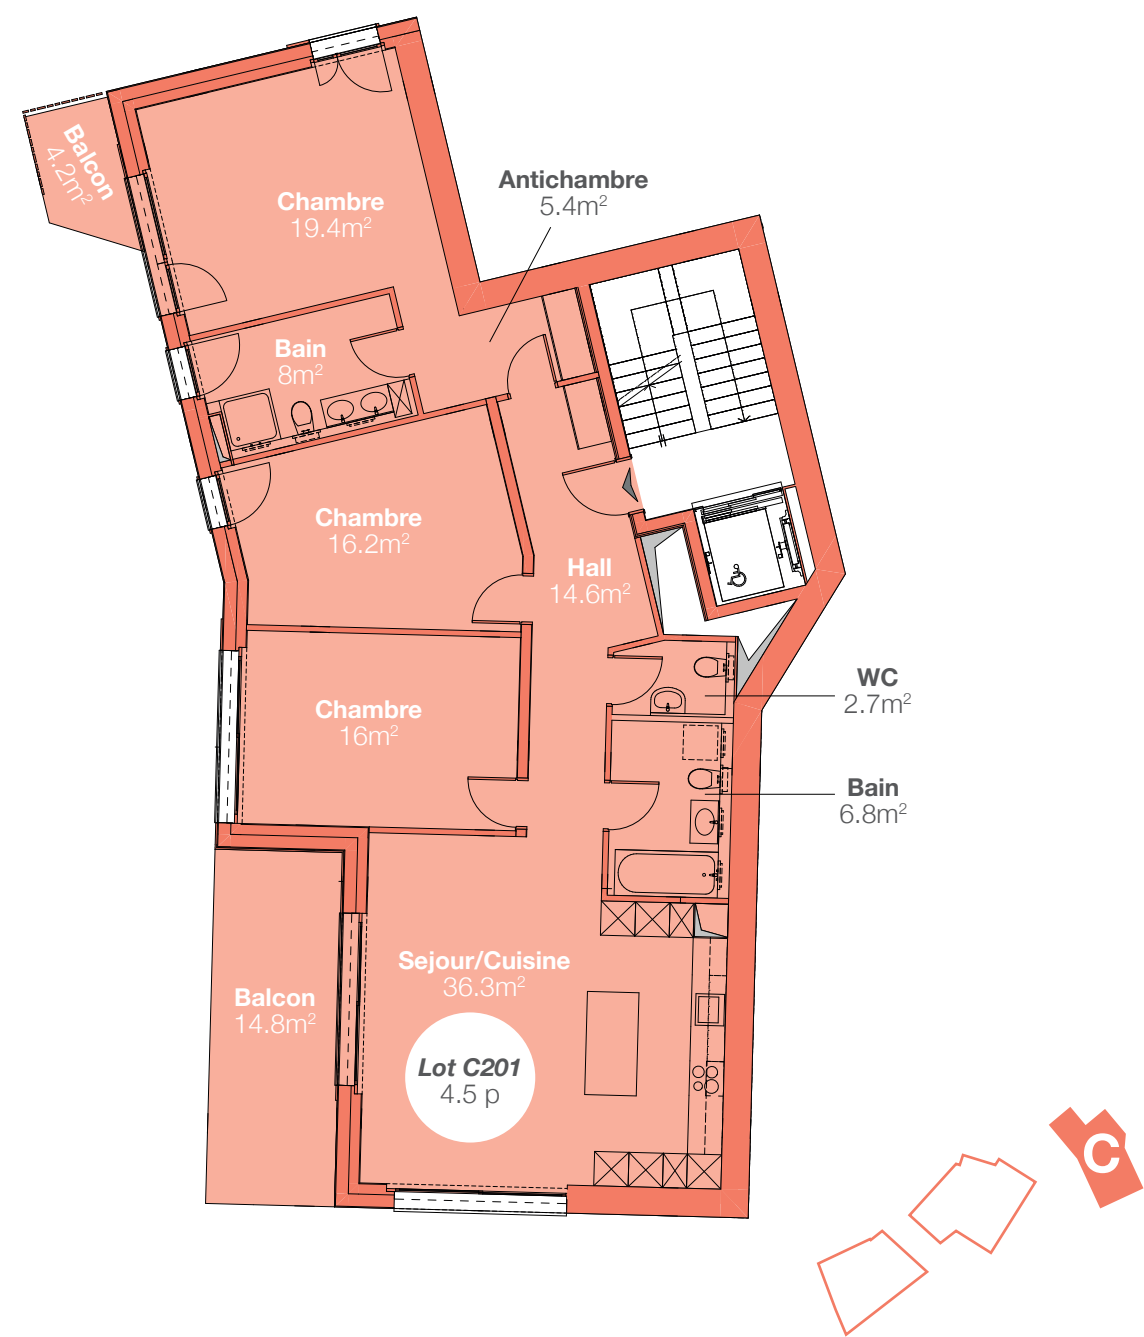 Balcon
4.2m²
Chambre
19.4m²
Antichambre
5.4m²
Bain
8m²
Chambre
16.2m²
Hall
14.6m²
Chambre
16m²
WC
2.7m²
Bain
6.8m²
Sejour/Cuisine
36.3m²
Balcon
14.8m²
Lot C201
4.5 p
C